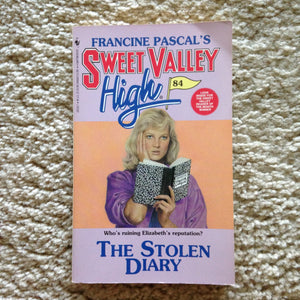 FRANCINE PASCAL'S
SWEET VALLEY
High
84
Who's ruining Elizabeth's reputation?
THE STOLEN
DIARY